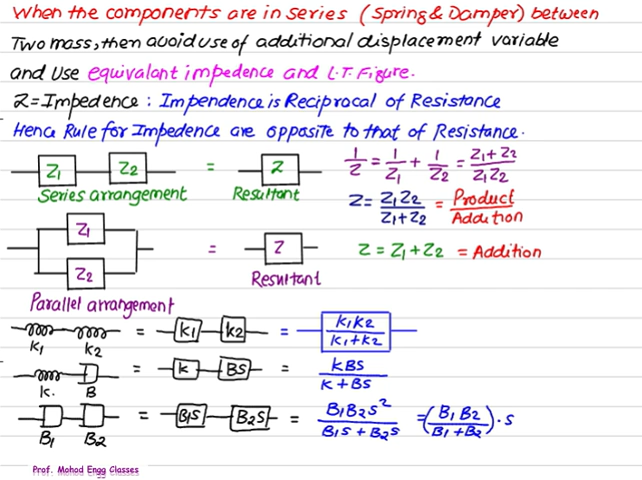 When the components are in Series (Spring & Damper) between
Two mass, then avoid use of additional displacement variable
and Use equivalant impedence and L.T. Figure.
Z = Impedence : Impendence is Reciprocal of Resistance
Hence Rule for Impedence are opposite to that of Resistance.
Z1 Z2 = Z 1/Z = 1/Z1 + 1/Z2 = Z1+Z2/Z1Z2
Series arrangement Resultant Z = Z1Z2/Z1+Z2 = Product/Addition
Z1
Z2 = Z Z = Z1+Z2 = Addition
Resultant
Parallel arrangement
K1 K2 = K1 K2 = K1K2/K1+K2
K. B = K BS = KBS/K+BS
B1 B2 = B1S B2S = B1B2S²/B1S+B2S = (B1B2/B1+B2).S
Prof. Mohod Engg Classes